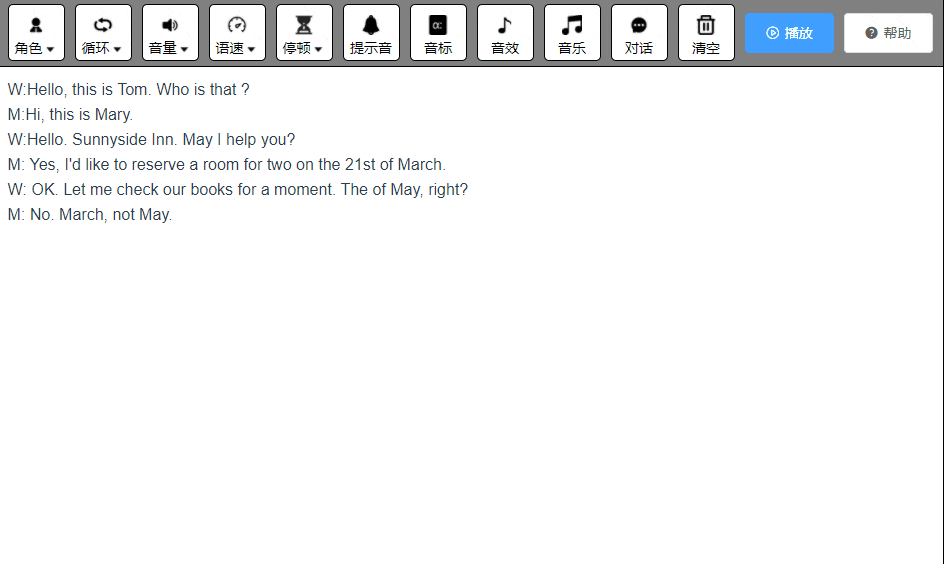 角色 循环 音量 语速 停顿 提示音 音标 音效 音乐 对话 清空 播放 帮助
W:Hello, this is Tom. Who is that ?
M:Hi, this is Mary.
W:Hello. Sunnyside Inn. May I help you?
M: Yes, I'd like to reserve a room for two on the 21st of March.
W: OK. Let me check our books for a moment. The of May, right?
M: No. March, not May.